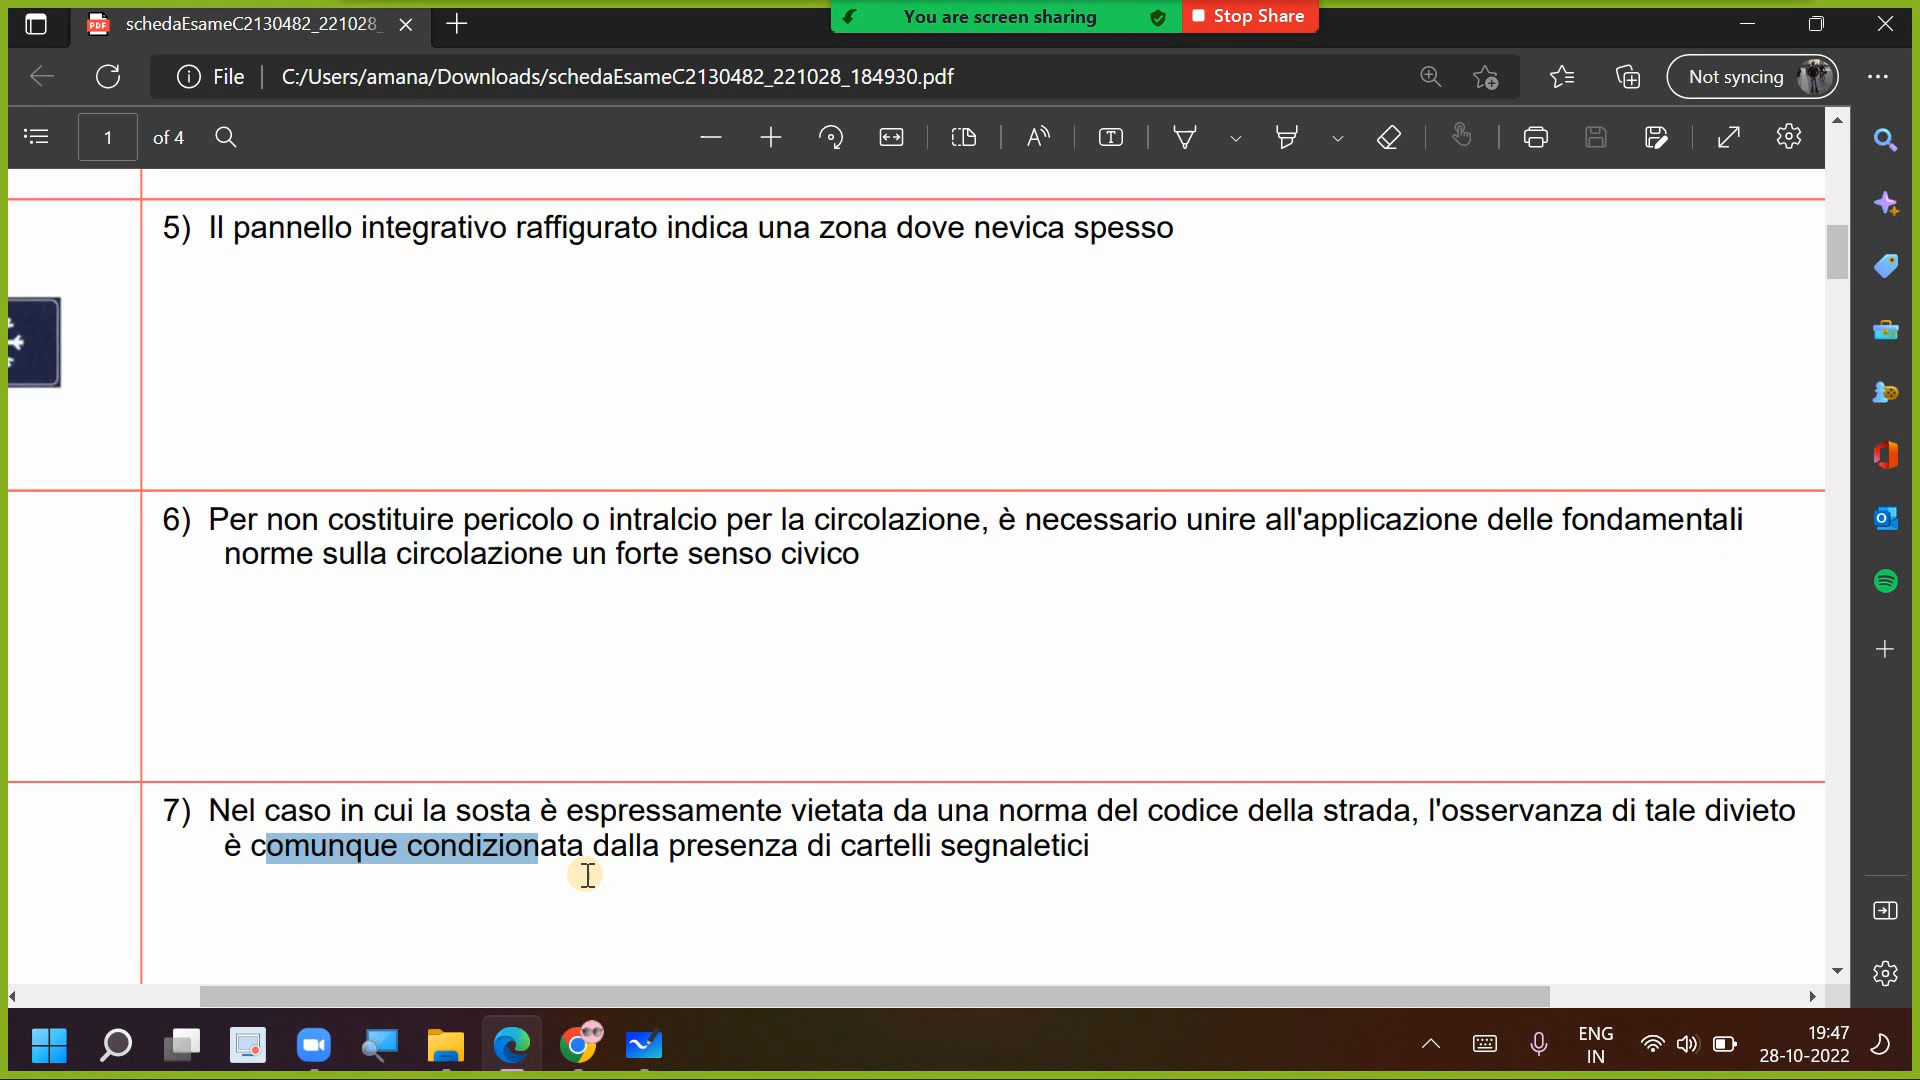 schedaEsameC2130482_221028_
You are screen sharing
Stop Share
File
C:/Users/amana/Downloads/schedaEsameC2130482_221028_184930.pdf
Not syncing
1 of 4
5) Il pannello integrativo raffigurato indica una zona dove nevica spesso
6) Per non costituire pericolo o intralcio per la circolazione, è necessario unire all'applicazione delle fondamentali
norme sulla circolazione un forte senso civico
7) Nel caso in cui la sosta è espressamente vietata da una norma del codice della strada, l'osservanza di tale divieto
è comunque condizionata dalla presenza di cartelli segnaletici
ENG
IN
19:47
28-10-2022